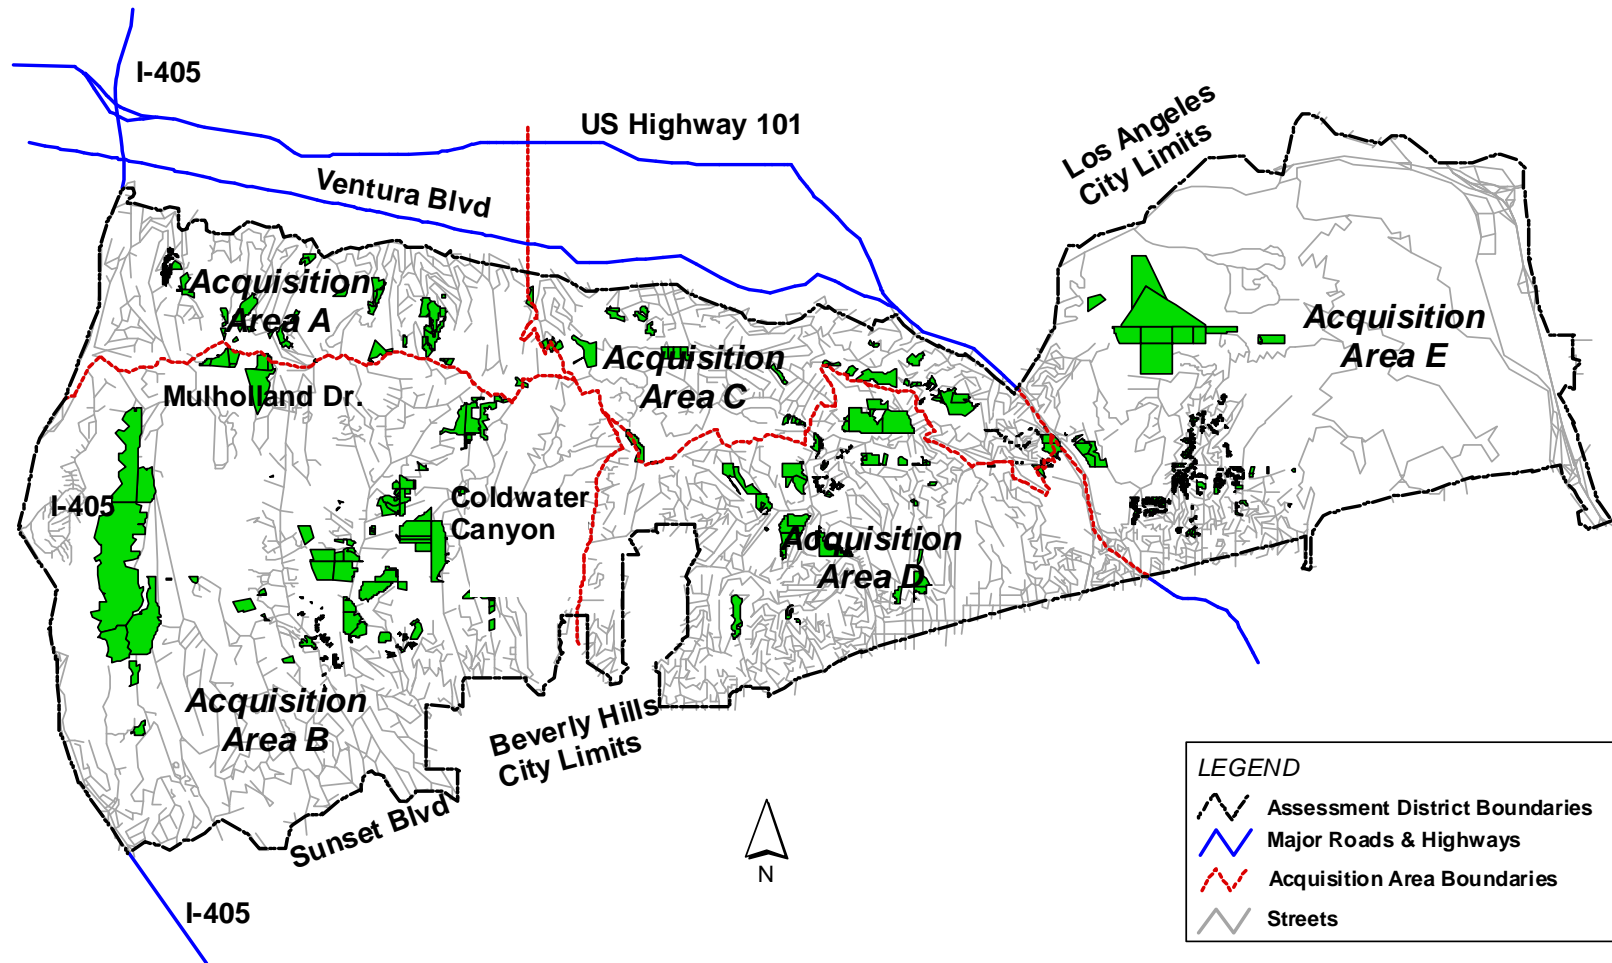 I-405
US Highway 101
Los Angeles
City Limits
Ventura Blvd
Acquisition
Area A
Acquisition
Area E
Acquisition
Area C
Mulholland Dr.
I-405
Coldwater
Canyon
Acquisition
Area D
Acquisition
Area B
Beverly Hills
City Limits
Sunset Blvd
I-405
N
LEGEND
Assessment District Boundaries
Major Roads & Highways
Acquisition Area Boundaries
Streets